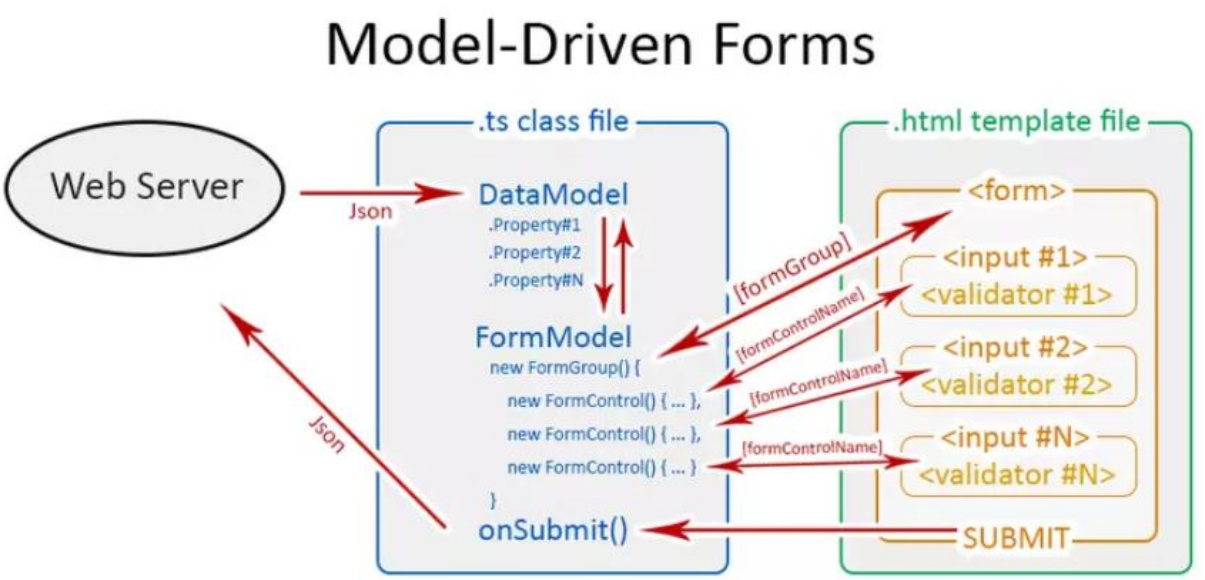 Model-Driven Forms
Web Server
Json
Json
.ts class file
DataModel
.Property#1
.Property#2
.Property#N
FormModel
new FormGroup() {
new FormControl() { ... },
new FormControl() { ... },
new FormControl() { ... }
}
onSubmit()
[formGroup]
[formControlName]
[formControlName]
[formControlName]
.html template file
<form>
<input #1>
<validator #1>
<input #2>
<validator #2>
<input #N>
<validator #N>
SUBMIT